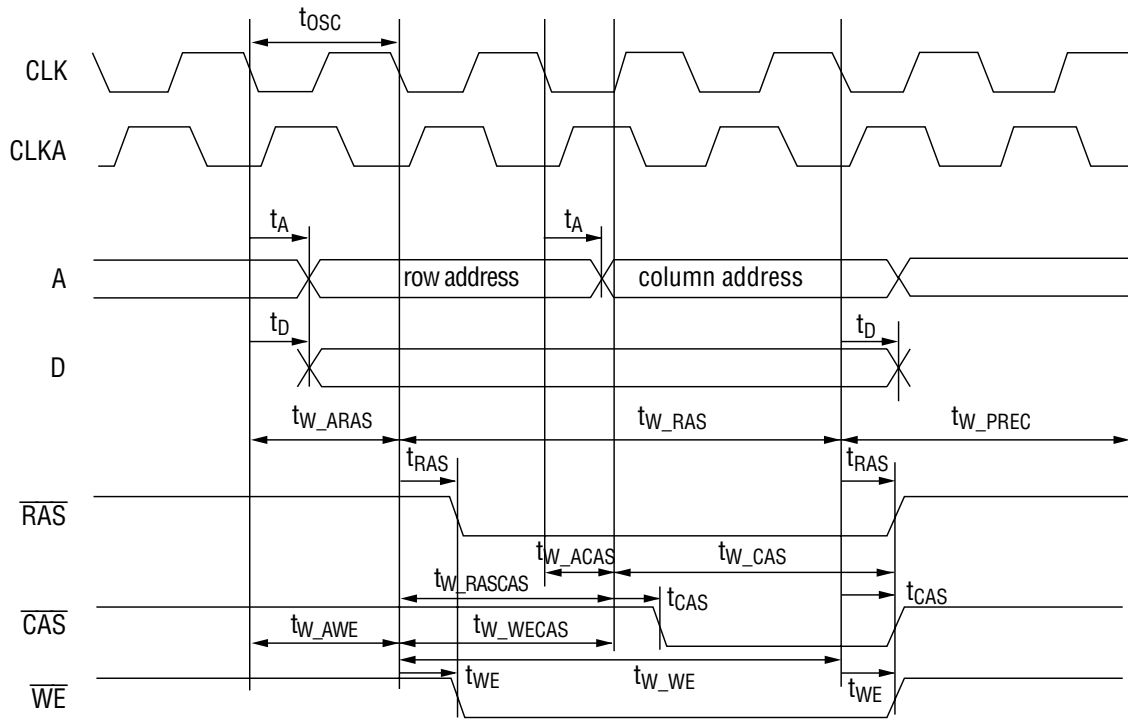 tOSC
CLK
CLKA
tA tA
A row address column address
tD tD
D
tW_ARAS tW_RAS tW_PREC
tRAS tRAS
RAS
tW_ACAS tW_CAS
tW_RASCAS
tCAS tCAS
CAS
tW_AWE tW_WECAS
tWE tW_WE tWE
WE